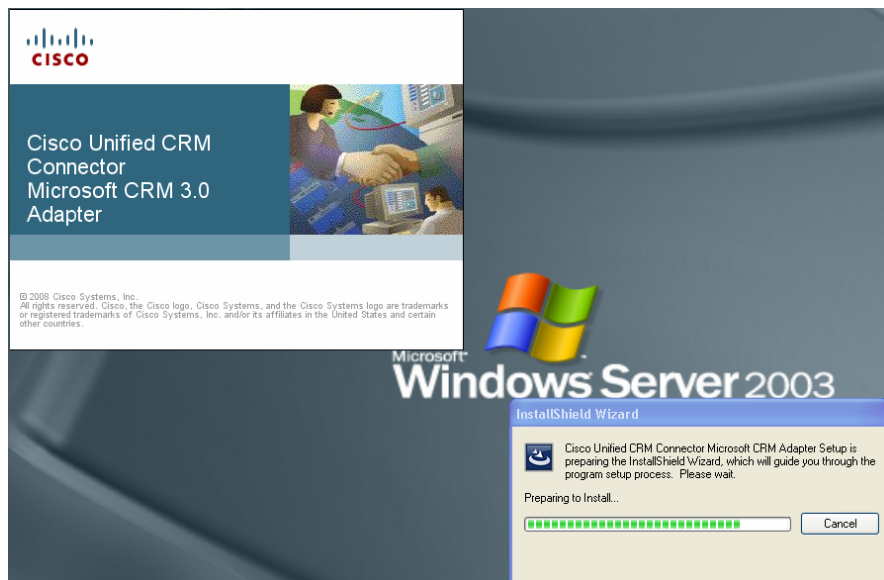 CISCO
Cisco Unified CRM
Connector
Microsoft CRM 3.0
Adapter
© 2008 Cisco Systems, Inc.
All rights reserved. Cisco, the Cisco logo, Cisco Systems, and the Cisco Systems logo are trademarks
or registered trademarks of Cisco Systems, Inc. and/or its affiliates in the United States and certain
other countries.
Microsoft
Windows Server 2003
InstallShield Wizard
Cisco Unified CRM Connector Microsoft CRM Adapter Setup is
preparing the InstallShield Wizard, which will guide you through the
program setup process. Please wait.
Preparing to Install...
Cancel